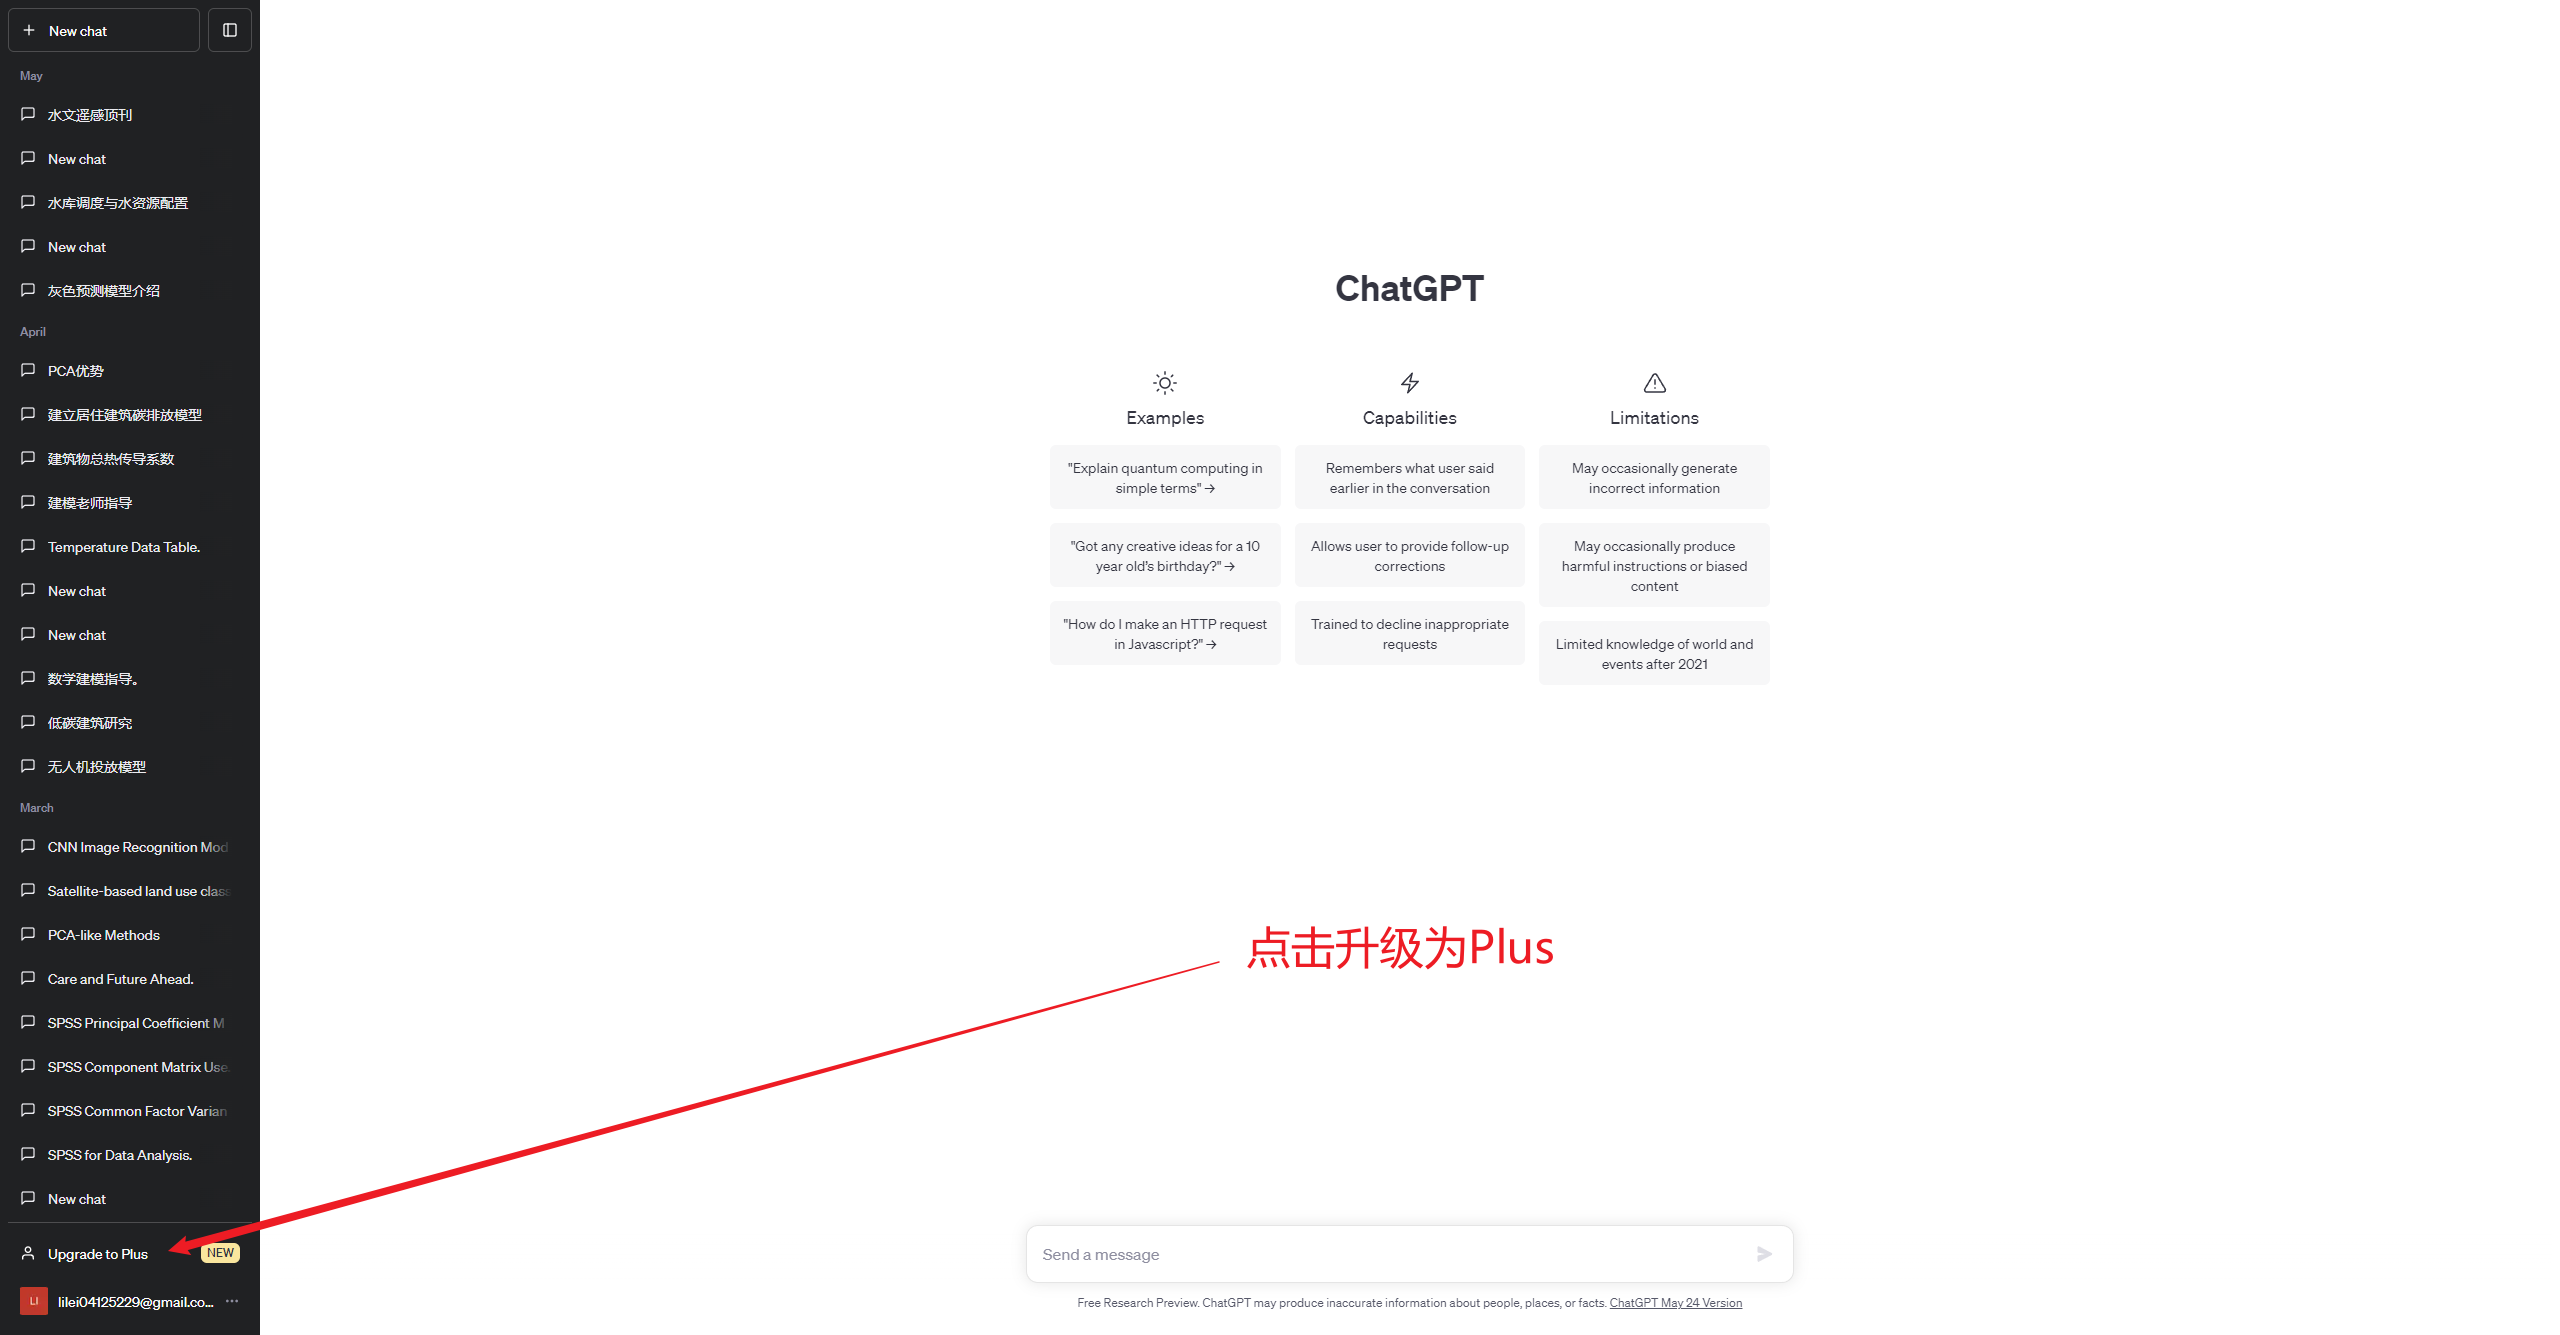 New chat
May
水文遥感顶刊
New chat
水库调度与水资源配置
New chat
灰色预测模型介绍
April
PCA优势
建立居住建筑碳排放模型
建筑物总热传导系数
建模老师指导
Temperature Data Table.
New chat
New chat
数学建模指导。
低碳建筑研究
无人机投放模型
March
CNN Image Recognition Mod
Satellite-based land use class
PCA-like Methods
Care and Future Ahead.
SPSS Principal Coefficient M
SPSS Component Matrix Use.
SPSS Common Factor Varian
SPSS for Data Analysis.
New chat
Upgrade to Plus NEW
LI lilei04125229@gmail.co...
ChatGPT
Examples
"Explain quantum computing in
simple terms" →
"Got any creative ideas for a 10
year old's birthday?" →
"How do I make an HTTP request
in Javascript?" →
Capabilities
Remembers what user said
earlier in the conversation
Allows user to provide follow-up
corrections
Trained to decline inappropriate
requests
Limitations
May occasionally generate
incorrect information
May occasionally produce
harmful instructions or biased
content
Limited knowledge of world and
events after 2021
点击升级为Plus
Send a message
Free Research Preview. ChatGPT may produce inaccurate information about people, places, or facts. ChatGPT May 24 Version